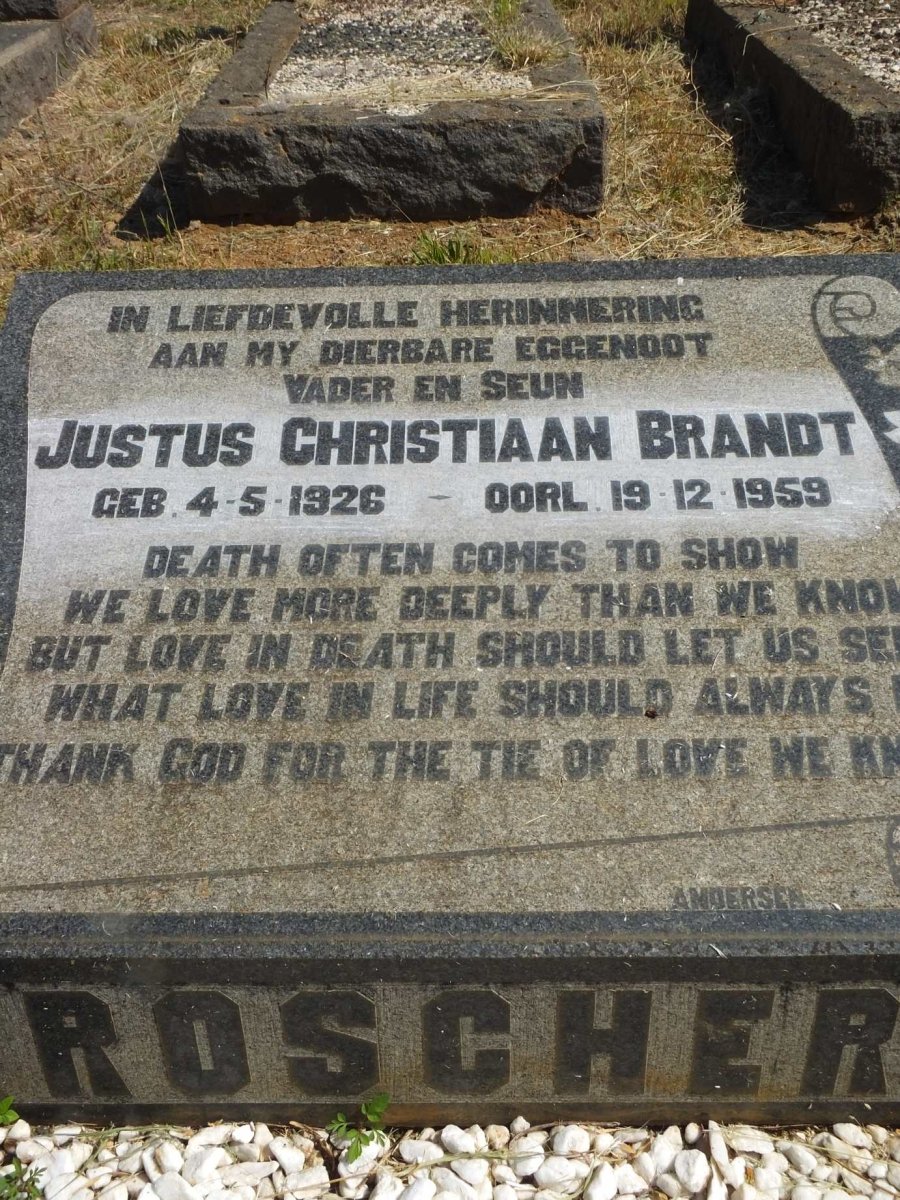 IN LIEFDEVOLLE HERINNERING
AAN MY DIERBARE EGGENOOT
VADER EN SEUN
JUSTUS CHRISTIAAN BRANDT
GEB. 4-5-1926 - OORL. 19-12-1959
DEATH OFTEN COMES TO SHOW
WE LOVE MORE DEEPLY THAN WE KNOW
BUT LOVE IN DEATH SHOULD LET US SEE
WHAT LOVE IN LIFE SHOULD ALWAYS
THANK GOD FOR THE TIE OF LOVE WE
ANDERSEN
ROSCHER